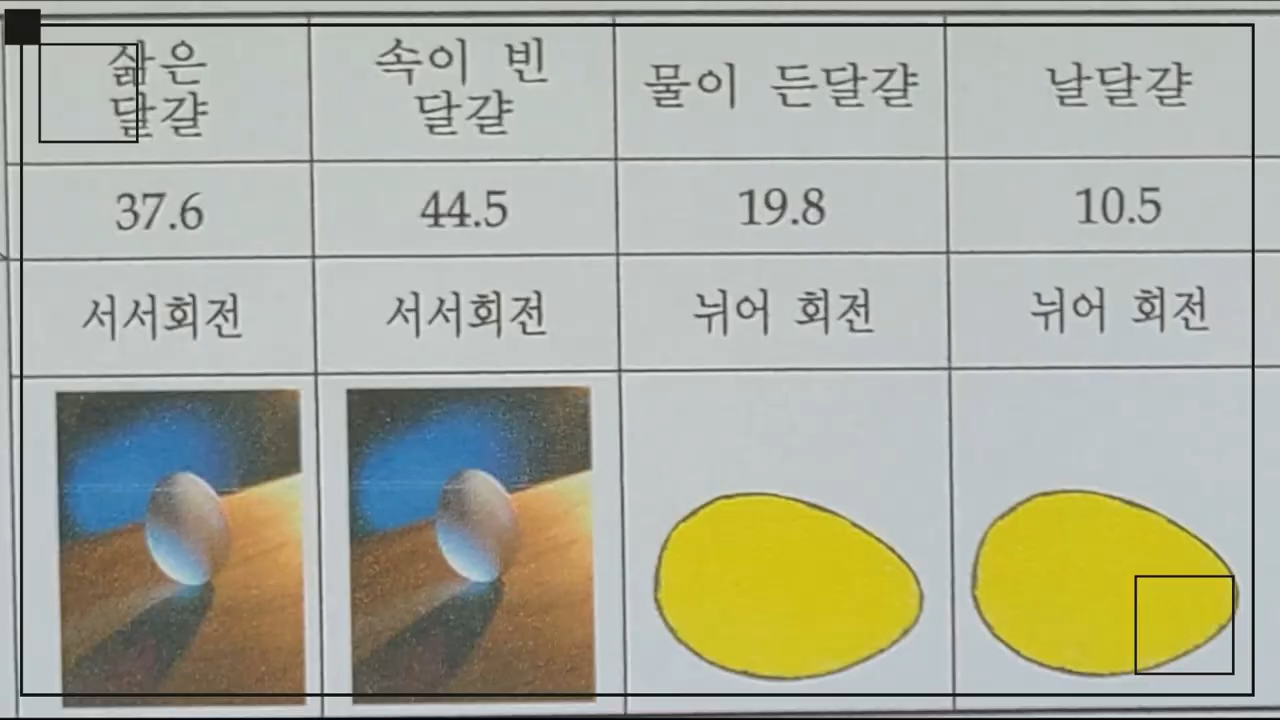 삶은 달걀
속이 빈 달걀
물이 든달걀
날달걀
37.6
44.5
19.8
10.5
서서회전
서서회전
뉘어 회전
뉘어 회전